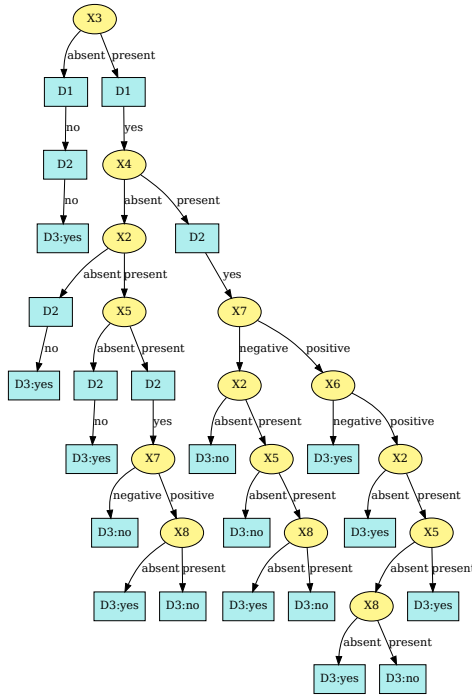 X3
absent present
D1 D1
no yes
D2 X4
no absent present
D3:yes X2 D2
absent present yes
D2 X5 X7
no absent present negative positive
D3:yes D2 D2 X2 X6
no yes absent present negative positive
D3:yes X7 D3:no X5 D3:yes X2
negative positive absent present absent present
D3:no X8 D3:no X8 D3:yes X5
absent present absent present absent present
D3:yes D3:no D3:yes D3:no X8 D3:yes
absent present
D3:yes D3:no